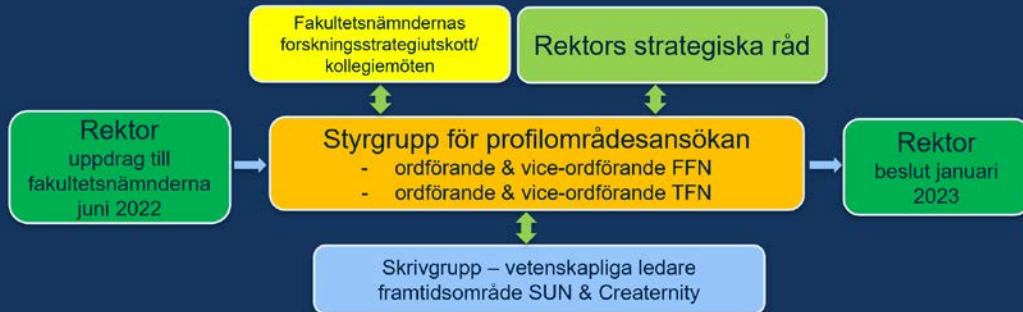 Fakultetsnämndernas
forskningsstrategiutskott/
kollegiemöten
Rektors strategiska råd
Rektor
uppdrag till
fakultetsnämnderna
juni 2022
Styrgrupp för profilområdesansökan
- ordförande & vice-ordförande FFN
- ordförande & vice-ordförande TFN
Rektor
beslut januari
2023
Skrivgrupp – vetenskapliga ledare
framtidsområde SUN & Creaternity